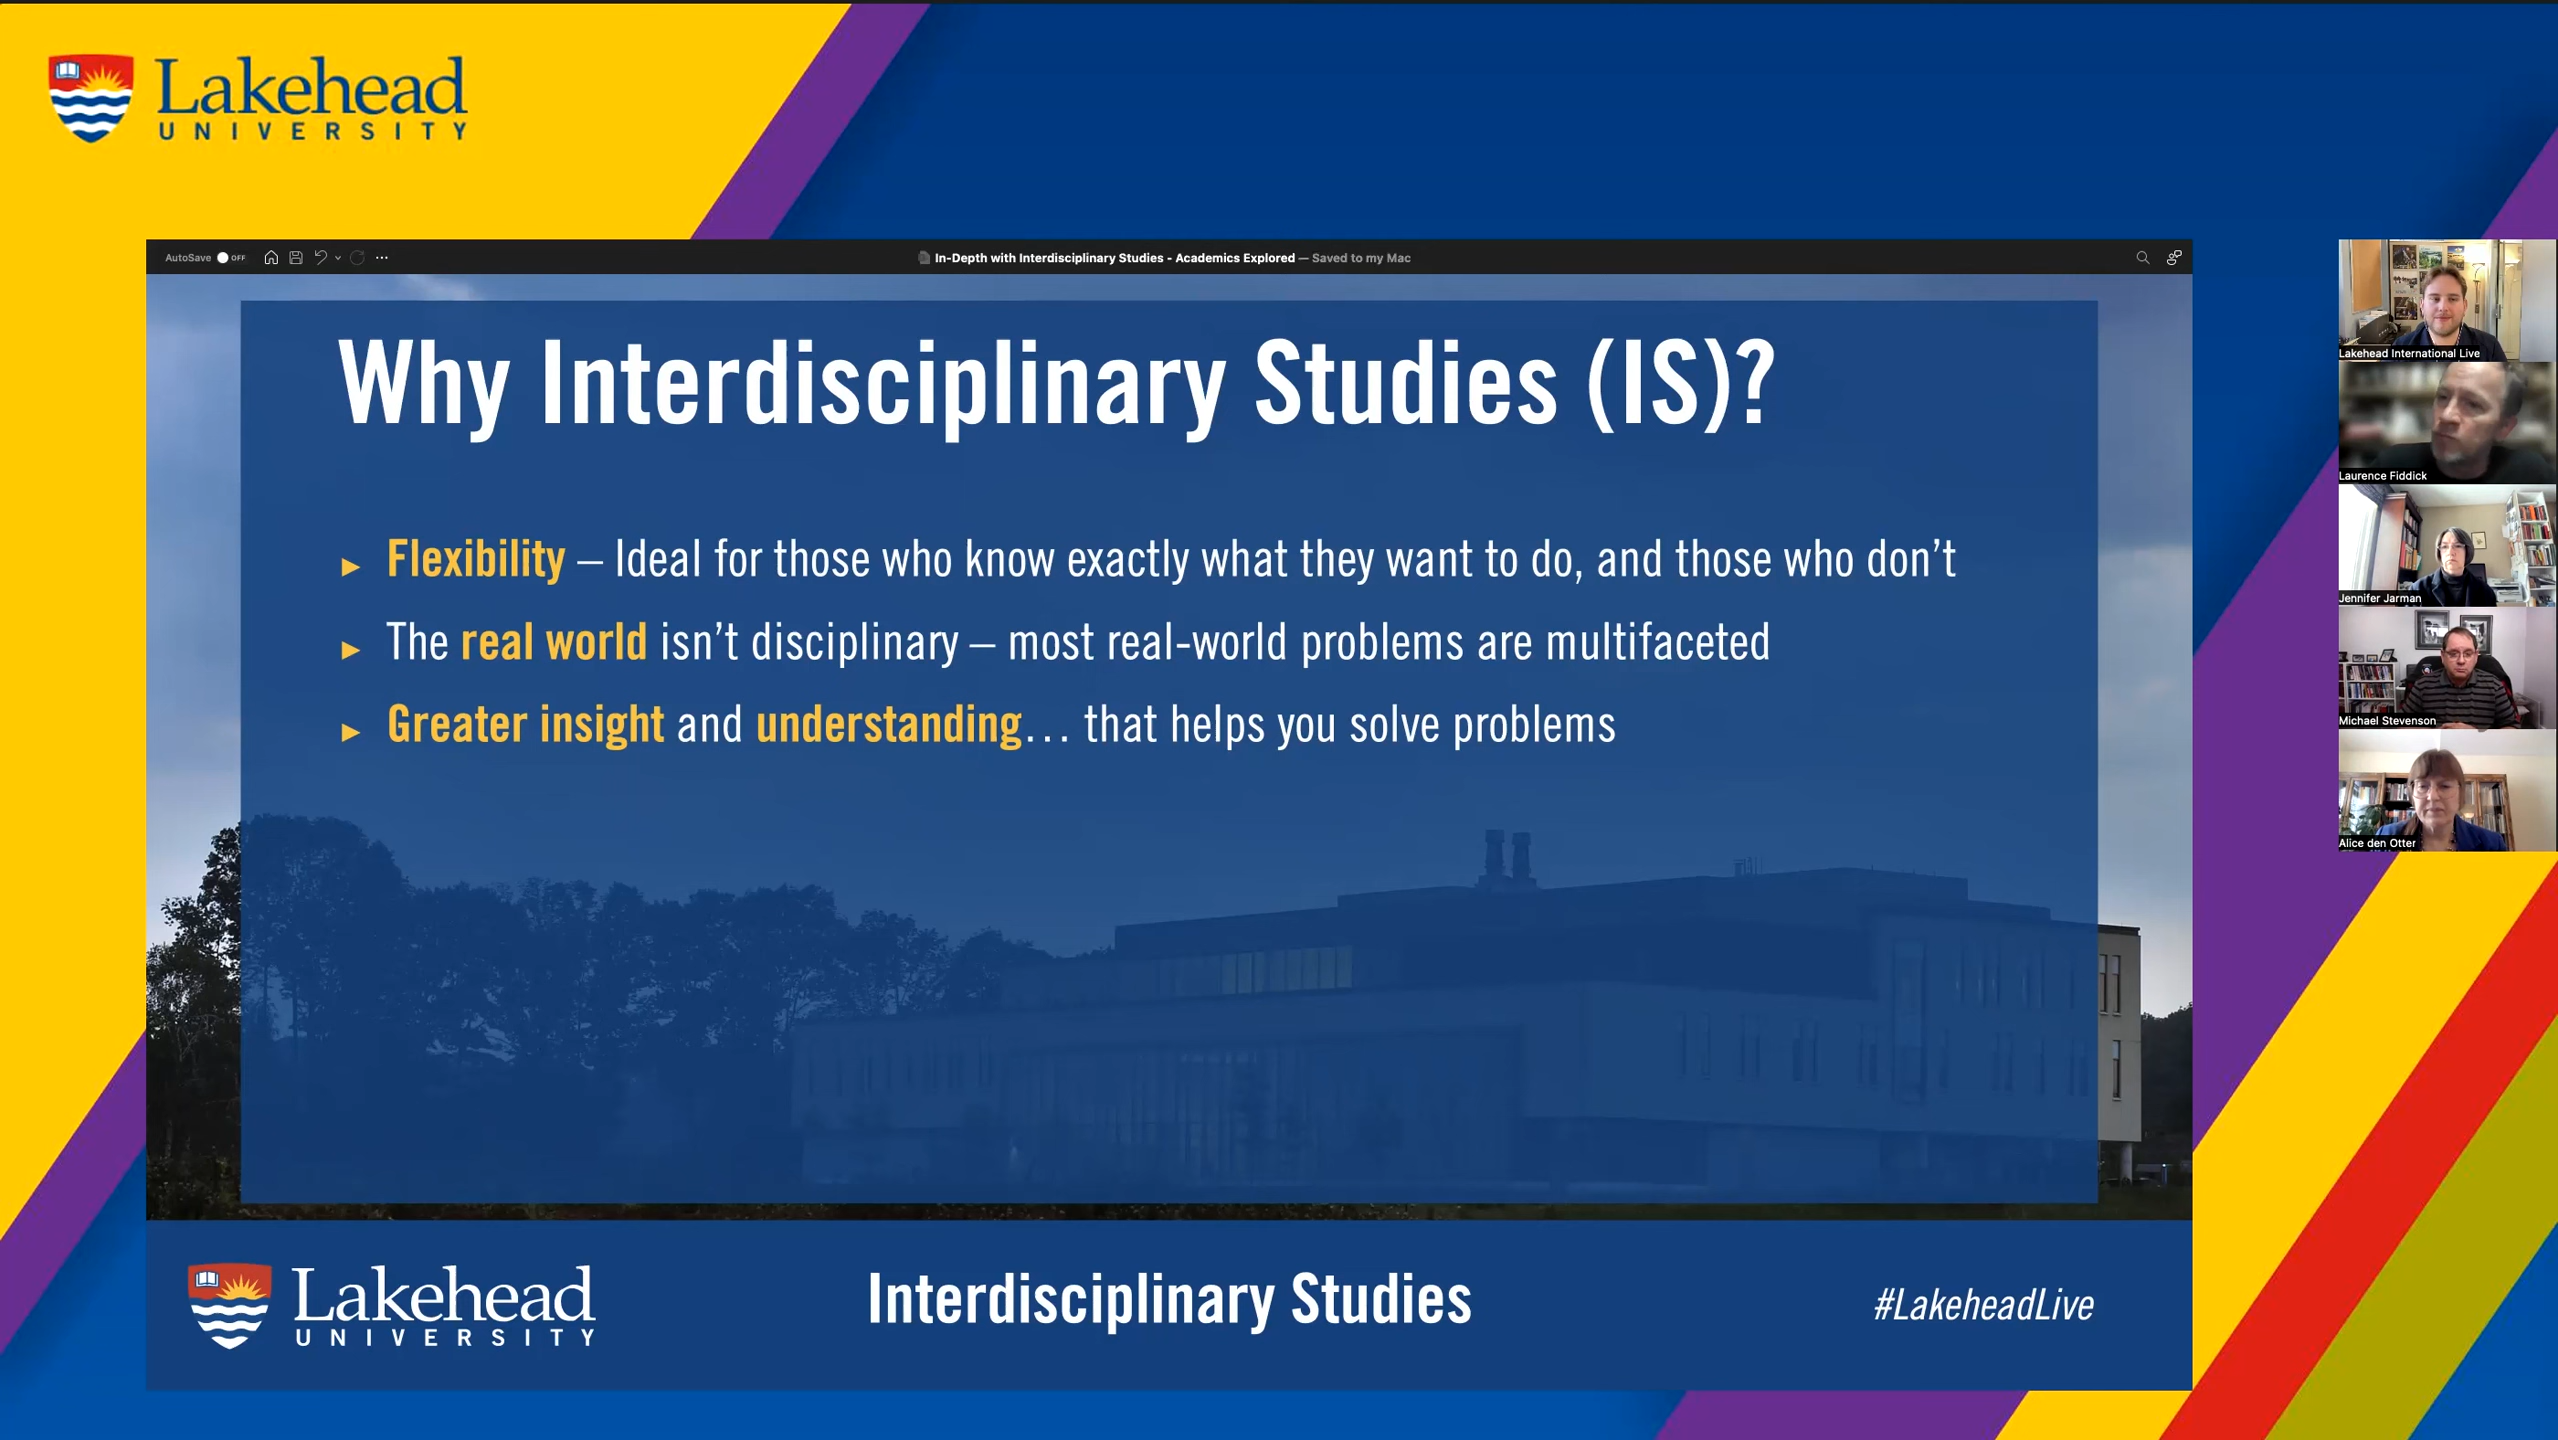 Lakehead
UNIVERSITY
AutoSave OFF
In-Depth with Interdisciplinary Studies - Academics Explored — Saved to my Mac
Why Interdisciplinary Studies (IS)?
▸ Flexibility – Ideal for those who know exactly what they want to do, and those who don’t
▸ The real world isn’t disciplinary – most real-world problems are multifaceted
▸ Greater insight and understanding… that helps you solve problems
Lakehead
UNIVERSITY
Interdisciplinary Studies
#LakeheadLive
Lakehead International Live
Laurence Fiddick
Jennifer Jarman
Michael Stevenson
Alice den Otter